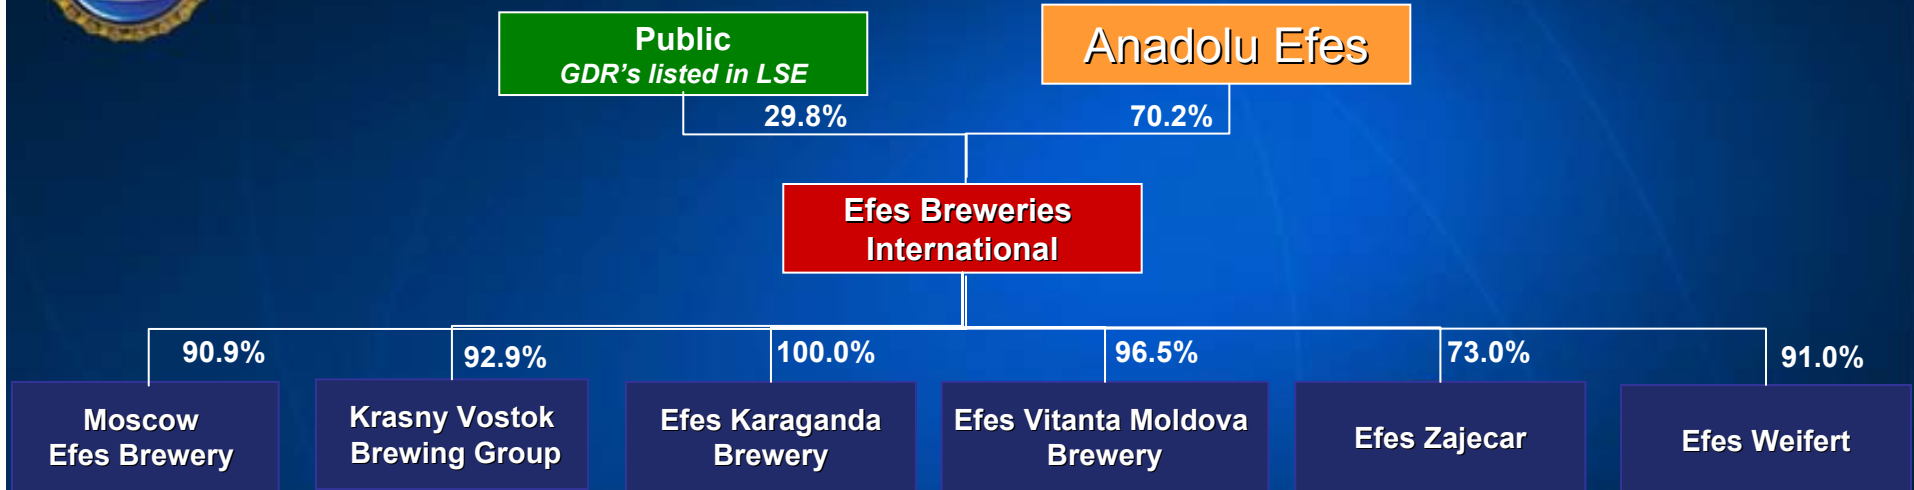 Public
GDR's listed in LSE
Anadolu Efes
29.8%
70.2%
Efes Breweries
International
90.9%
92.9%
100.0%
96.5%
73.0%
91.0%
Moscow
Efes Brewery
Krasny Vostok
Brewing Group
Efes Karaganda
Brewery
Efes Vitanta Moldova
Brewery
Efes Zajecar
Efes Weifert